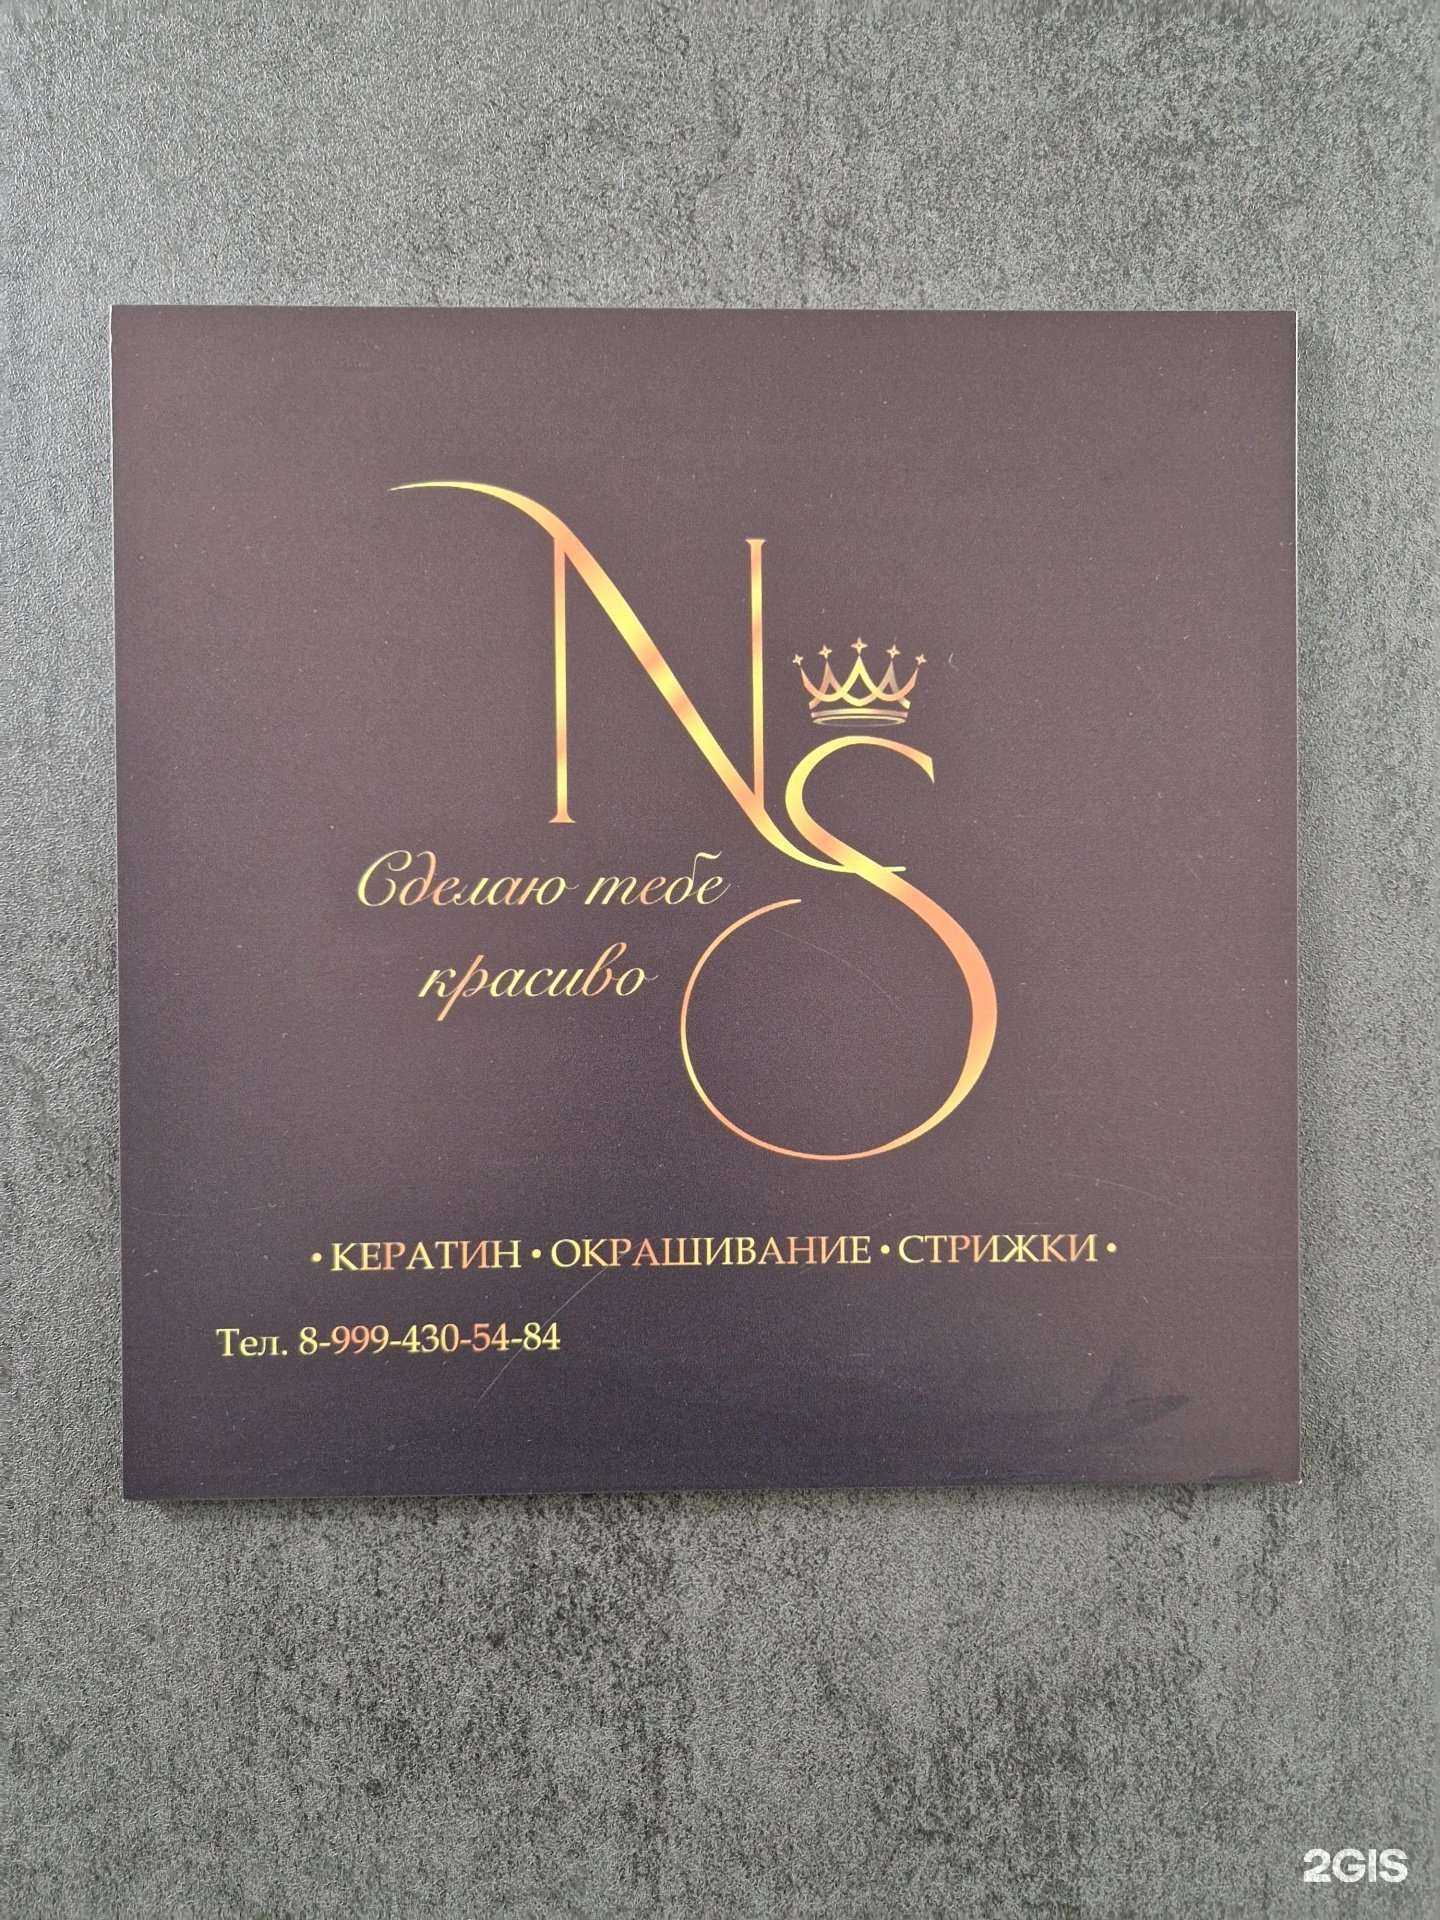 NS
Сделаю тебе
красиво
• КЕРАТИН • ОКРАШИВАНИЕ • СТРИЖКИ •
Тел. 8-999-430-54-84
2GIS